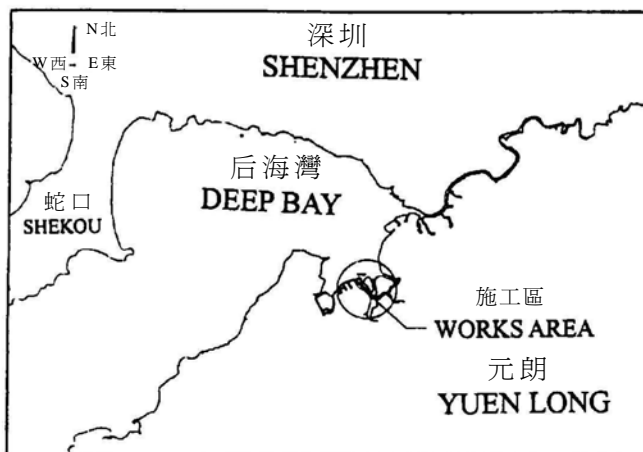 N北
W西 E東
S南
深圳
SHENZHEN
后海灣
DEEP BAY
蛇口
SHEKOU
施工區
WORKS AREA
元朗
YUEN LONG